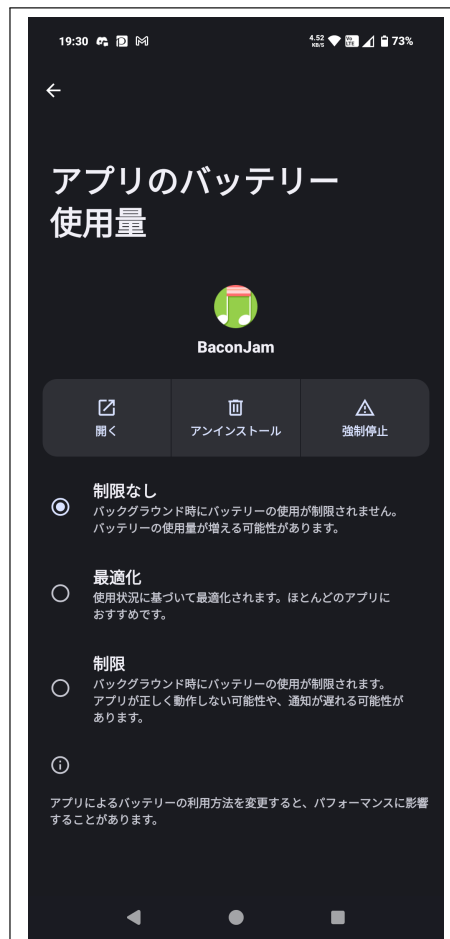 19:30
4.52
KB/S
Vo
LTE
73%
アプリのバッテリー
使用量
BaconJam
開く
アンインストール
強制停止
制限なし
バックグラウンド時にバッテリーの使用が制限されません。
バッテリーの使用量が増える可能性があります。
最適化
使用状況に基づいて最適化されます。ほとんどのアプリに
おすすめです。
制限
バックグラウンド時にバッテリーの使用が制限されます。
アプリが正しく動作しない可能性や、通知が遅れる可能性が
あります。
アプリによるバッテリーの利用方法を変更すると、パフォーマンスに影響
することがあります。